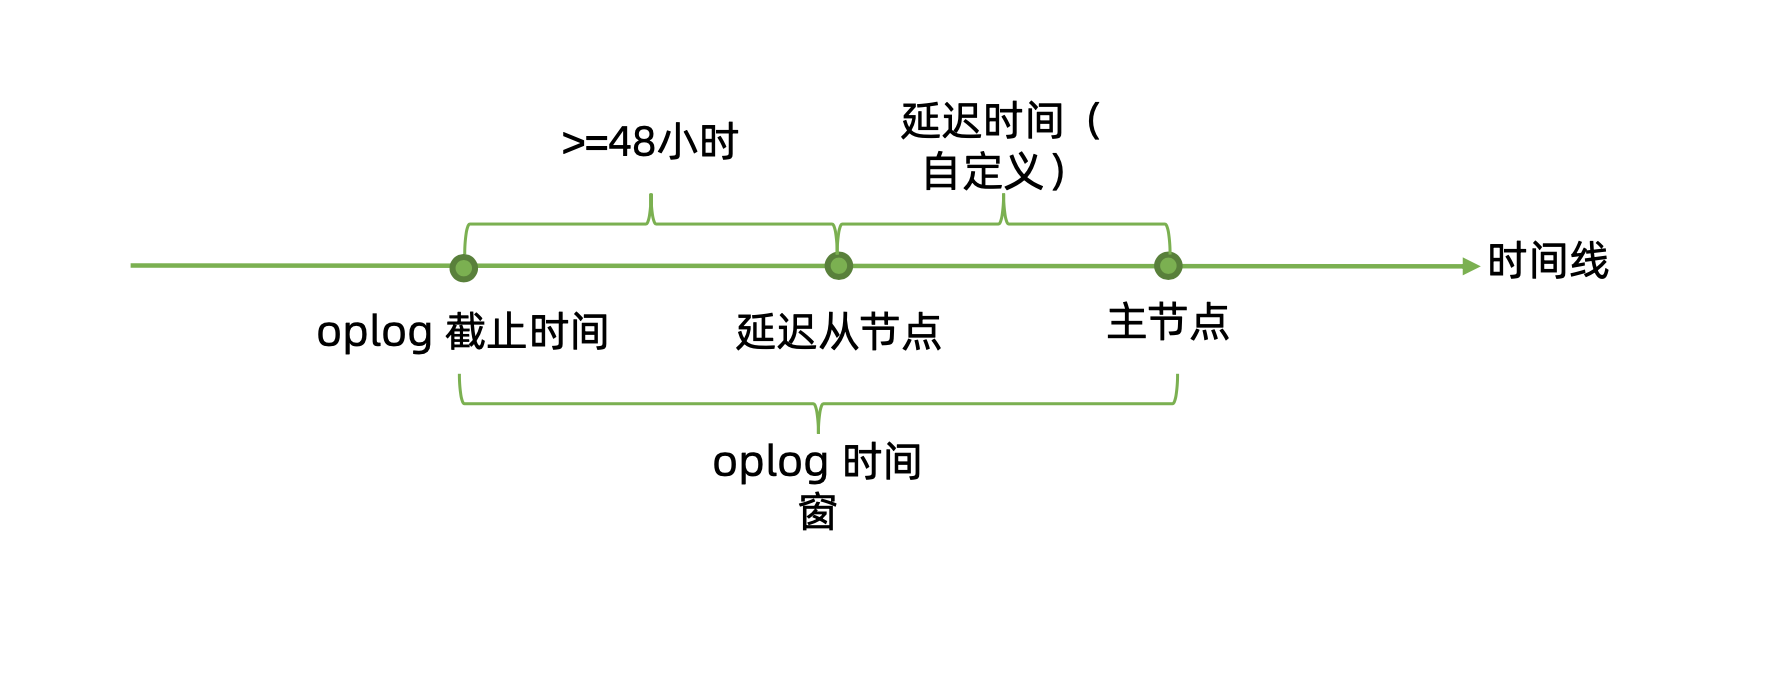 >=48小时
延迟时间（
自定义）
时间线
oplog 截止时间
延迟从节点
主节点
oplog 时间
窗